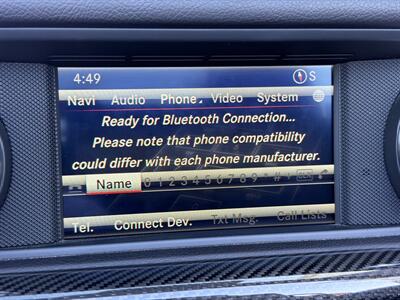 4:49 S
Navi Audio Phone Video System
Ready for Bluetooth Connection...
Please note that phone compatibility
could differ with each phone manufacturer.
Name 0 1 2 3 4 5 6 7 8 9 * # +
Tel. Connect Dev. Txt Msg. Call Lists